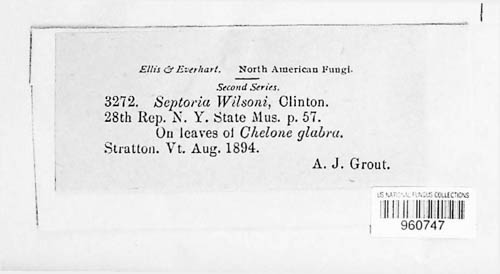 Ellis & Everhart. North American Fungi.
Second Series.
3272. Septoria Wilsoni, Clinton.
28th Rep. N. Y. State Mus. p. 57.
On leaves of Chelone glabra.
Stratton. Vt. Aug. 1894.
A. J. Grout.
US NATIONAL FUNGUS COLLECTIONS
960747